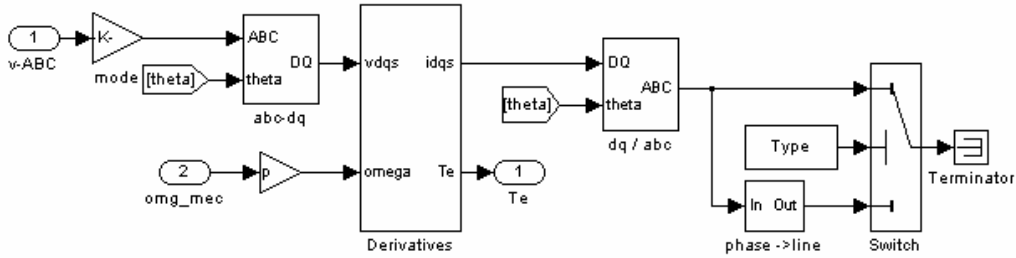 1
v-ABC
K-
mode
[theta]
ABC
DQ
theta
abc-dq
2
omg_mec
p
vdqs
idqs
omega
Te
Derivatives
1
Te
[theta]
DQ
ABC
theta
dq / abc
Type
In Out
phase ->line
Switch
Terminator